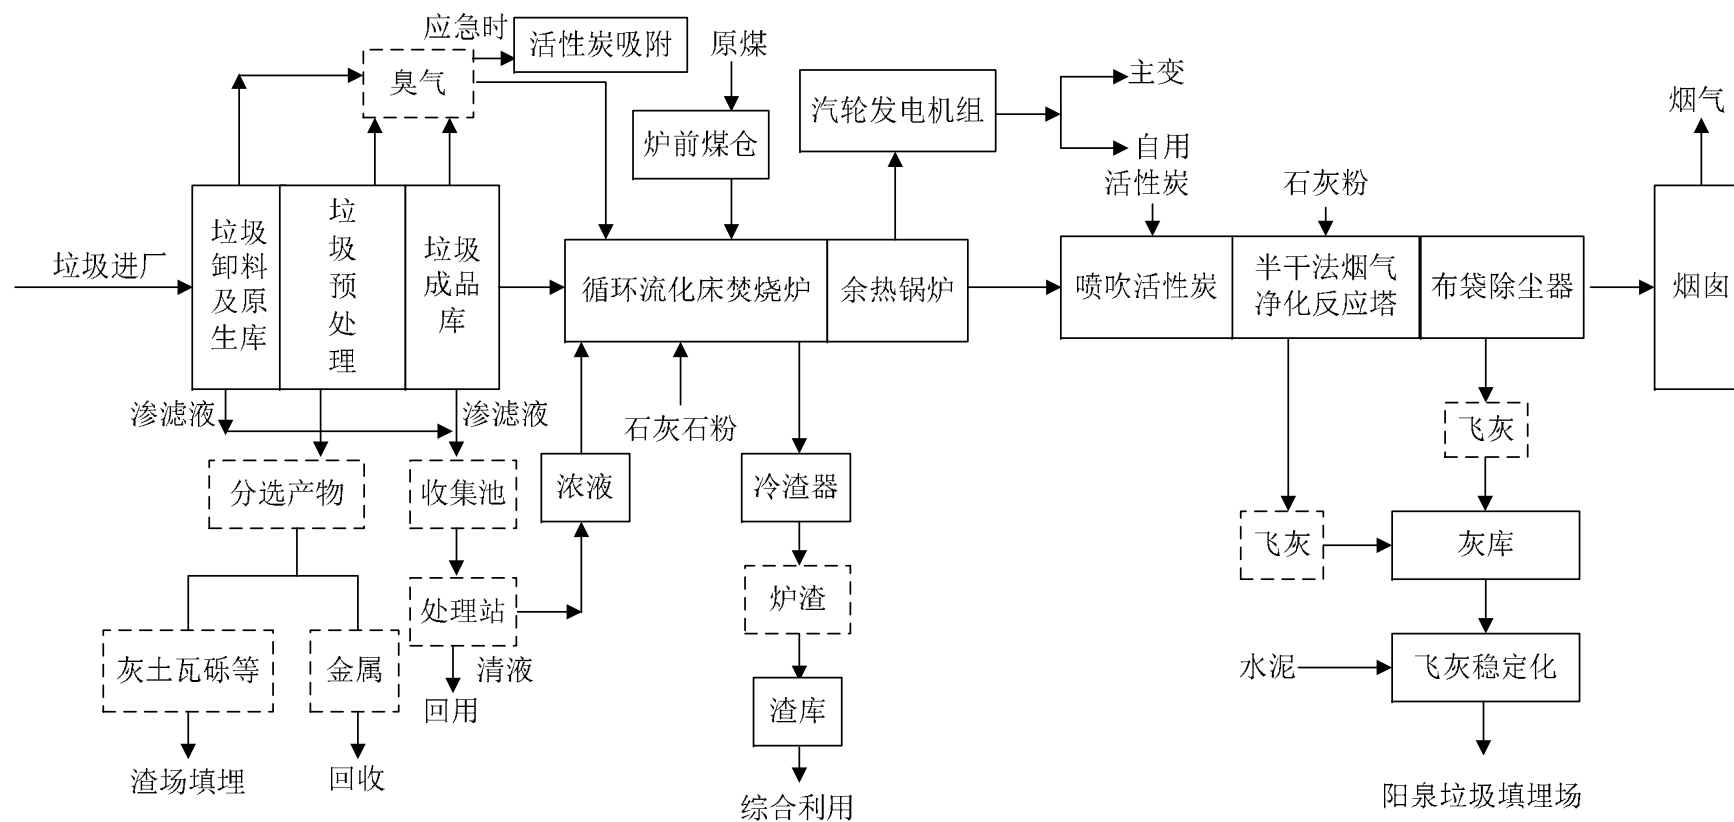 应急时
活性炭吸附
原煤
臭气
主变
汽轮发电机组
烟气
炉前煤仓
自用
活性炭
石灰粉
垃圾进厂
垃圾
卸料
及原
生库
垃
圾
预
处
理
垃圾
成品
库
循环流化床焚烧炉
余热锅炉
喷吹活性炭
半干法烟气
净化反应塔
布袋除尘器
烟囱
渗滤液
渗滤液
石灰石粉
飞灰
分选产物
收集池
浓液
冷渣器
飞灰
灰库
处理站
炉渣
灰土瓦砾等
金属
清液
水泥
飞灰稳定化
回用
渣库
渣场填埋
回收
综合利用
阳泉垃圾填埋场